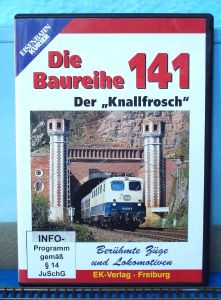 EISENBAHN
KURIER
Die
Baureihe 141
Der „Knallfrosch“
INFO-
Programm
gemäß
§ 14
JuSchG
Berühmte Züge
und Lokomotiven
EK-Verlag - Freiburg